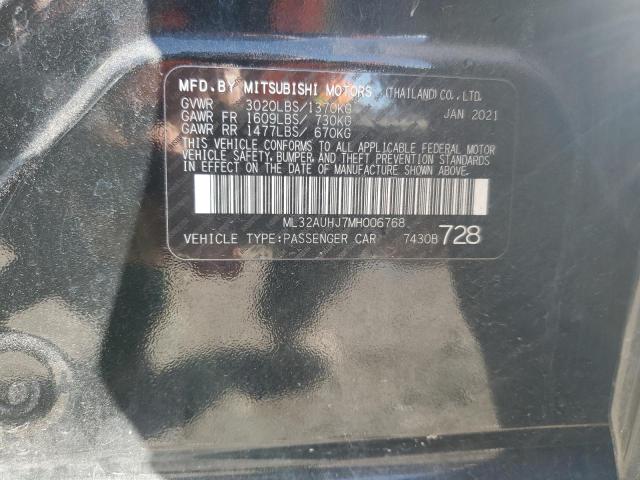 MFD.BY MITSUBISHI MOTORS (THAILAND) CO., LTD.
GVWR 3020LBS/1370KG JAN 2021
GAWR FR 1609LBS/ 730KG
GAWR RR 1477LBS/ 670KG
THIS VEHICLE CONFORMS TO ALL APPLICABLE FEDERAL MOTOR
VEHICLE SAFETY, BUMPER, AND THEFT PREVENTION STANDARDS
IN EFFECT ON THE DATE OF MANUFACTURE SHOWN ABOVE.
ML32AUHJ7MH006768
VEHICLE TYPE:PASSENGER CAR 7430B 728